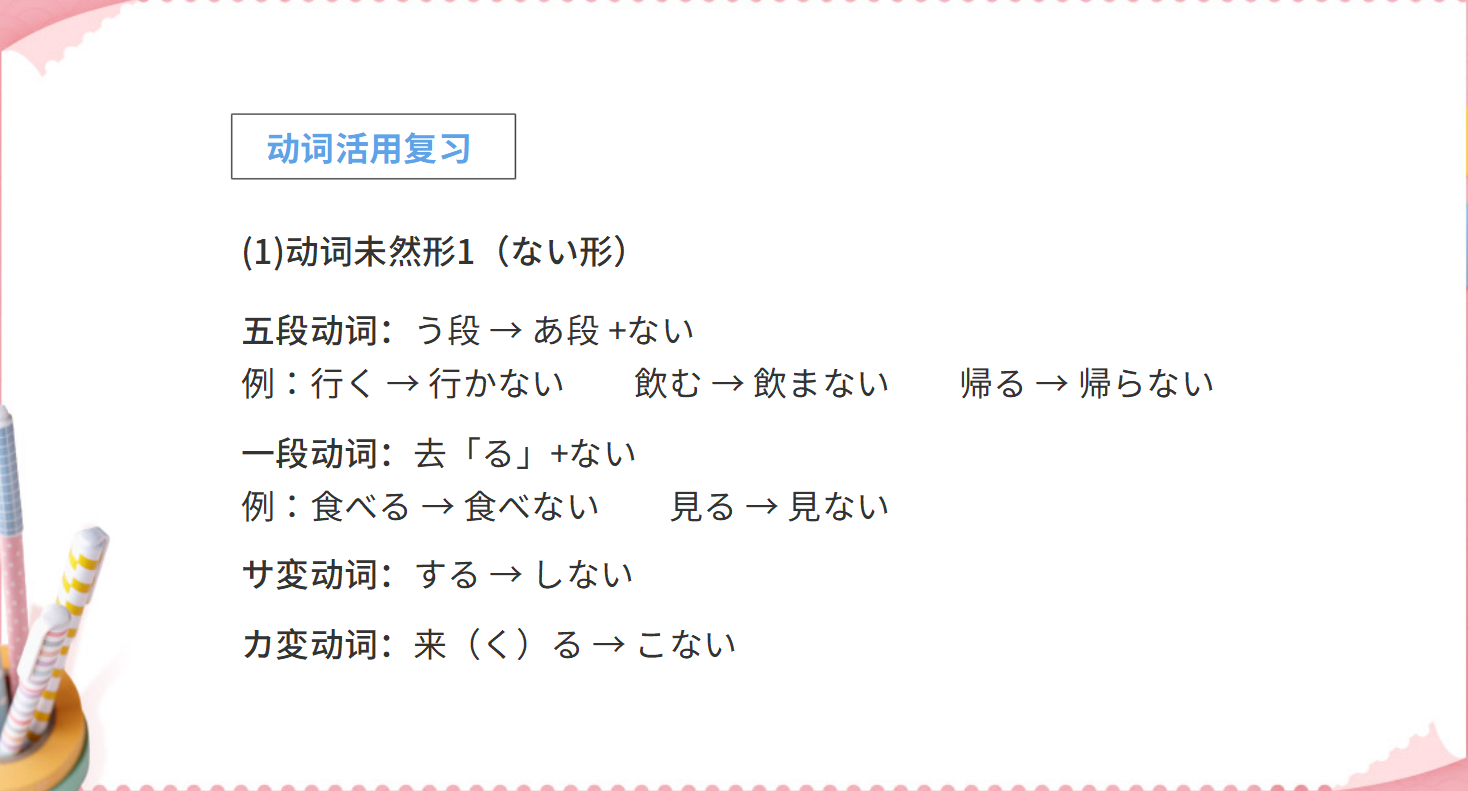 动词活用复习
(1)动词未然形1（ない形）
五段动词：う段 → あ段 +ない
例：行く → 行かない　　飲む → 飲まない　　帰る → 帰らない
一段动词：去「る」+ない
例：食べる → 食べない　　見る → 見ない
サ変动词：する → しない
カ変动词：来（く）る → こない